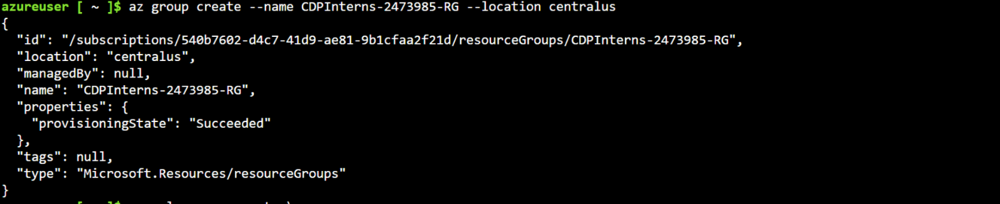 azureuser [ ~ ]$ az group create --name CDPInterns-2473985-RG --location centralus
{
  "id": "/subscriptions/540b7602-d4c7-41d9-ae81-9b1cfaa2f21d/resourceGroups/CDPInterns-2473985-RG",
  "location": "centralus",
  "managedBy": null,
  "name": "CDPInterns-2473985-RG",
  "properties": {
    "provisioningState": "Succeeded"
  },
  "tags": null,
  "type": "Microsoft.Resources/resourceGroups"
}